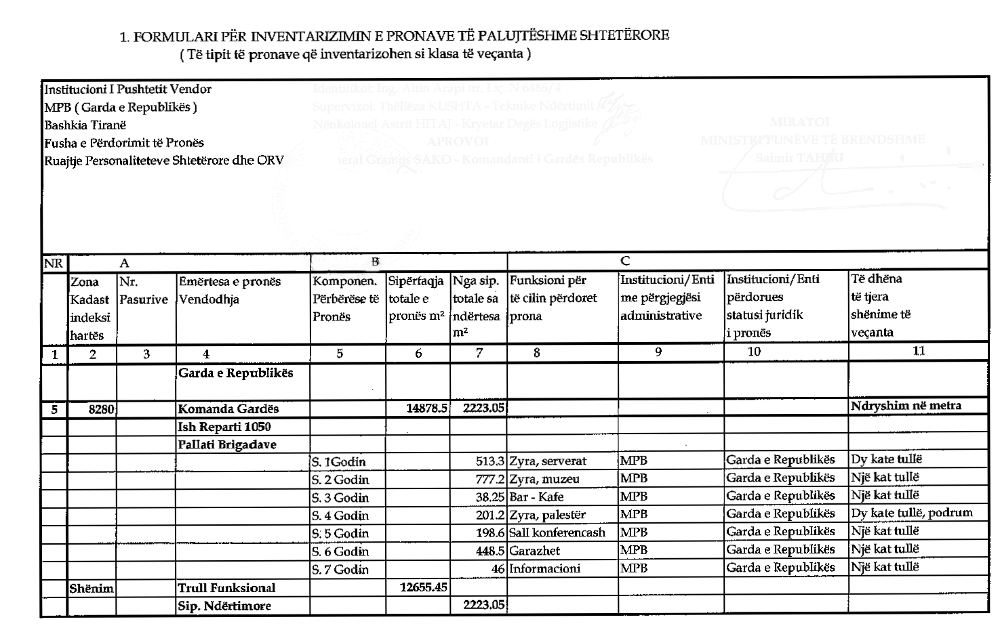 1. FORMULARI PËR INVENTARIZIMIN E PRONAVE TË PALUJTËSHME SHTETËRORE
( Të tipit të pronave që inventarizohen si klasa të veçanta )
Institucioni I Pushtetit Vendor
MPB ( Garda e Republikës )
Bashkia Tiranë
Fusha e Përdorimit të Pronës
Ruajtje Personaliteteve Shtetërore dhe ORV
Identifikoi: Ing. Altin Arapi nr. Liç. N 6486/4
Supervizoi: Thëllëza KUSHTA - Teknike Ndërtimit
Nënkolonel Astrit HITAJ - Kryetar Degës Logjistike
APROVOI
Gramos SAKO - Komandanti i Gardës Republikës
MIRATOI
MINISTRI PUNËVE TË BRENDSHME
Saimir TAHIRI
NR A B C
Zona Kadast indeksi hartës
Nr. Pasurive
Emërtesa e pronës Vendodhja
Komponen. Përbërëse të Pronës
Sipërfaqja totale e pronës m²
Nga sip. totale sa ndërtesa m²
Funksioni për të cilin përdoret prona
Institucioni/Enti me përgjegjësi administrative
Institucioni/Enti përdorues statusi juridik i pronës
Të dhëna të tjera shënime të veçanta
1 2 3 4 5 6 7 8 9 10 11
Garda e Republikës
5 8280 Komanda Gardës 14878.5 2223.05 Ndryshim në metra
Ish Reparti 1050
Pallati Brigadave
S. 1Godin 513.3 Zyra, serverat MPB Garda e Republikës Dy kate tullë
S. 2 Godin 777.2 Zyra, muzeu MPB Garda e Republikës Një kat tullë
S. 3 Godin 38.25 Bar - Kafe MPB Garda e Republikës Një kat tullë
S. 4 Godin 201.2 Zyra, palestër MPB Garda e Republikës Dy kate tullë, podrum
S. 5 Godin 198.6 Sall konferencash MPB Garda e Republikës Një kat tullë
S. 6 Godin 448.5 Garazhet MPB Garda e Republikës Një kat tullë
S. 7 Godin 46 Informacioni MPB Garda e Republikës Një kat tullë
Shënim Trull Funksional 12655.45
Sip. Ndërtimore 2223.05